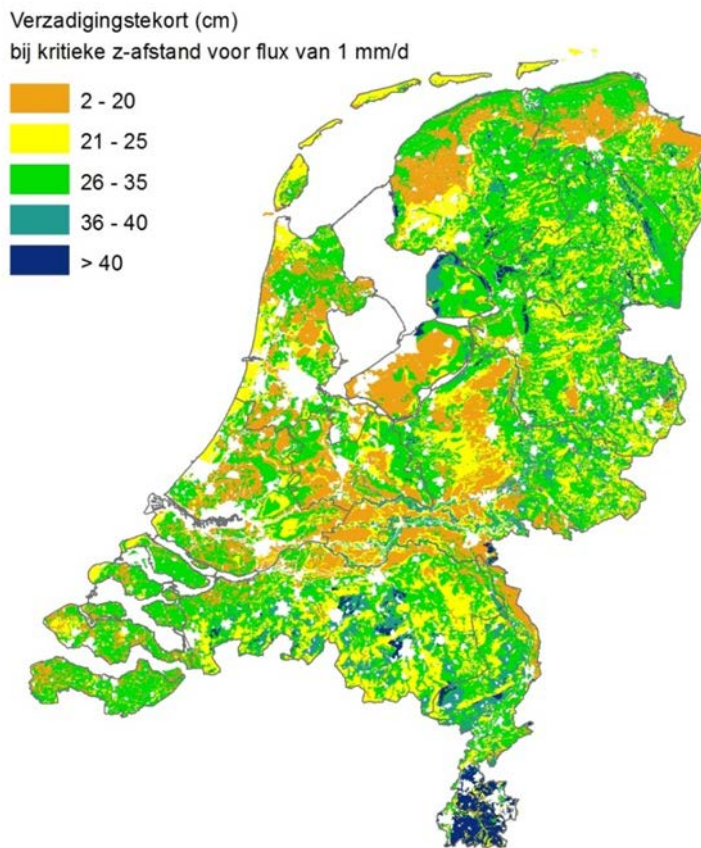 Verzadigingstekort (cm)
bij kritieke z-afstand voor flux van 1 mm/d
2 - 20
21 - 25
26 - 35
36 - 40
> 40